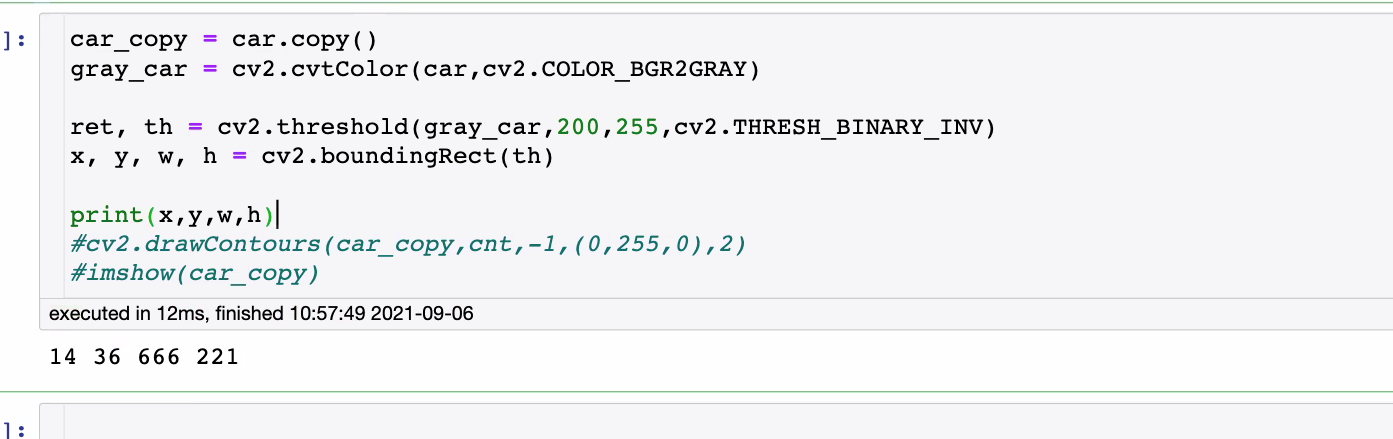 ]:
car_copy = car.copy()
gray_car = cv2.cvtColor(car,cv2.COLOR_BGR2GRAY)
ret, th = cv2.threshold(gray_car,200,255,cv2.THRESH_BINARY_INV)
x, y, w, h = cv2.boundingRect(th)
print(x,y,w,h)
#cv2.drawContours(car_copy,cnt,-1,(0,255,0),2)
#imshow(car_copy)
executed in 12ms, finished 10:57:49 2021-09-06
14 36 666 221
]: